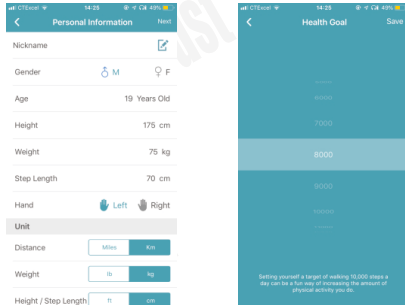 CTExcel 14:25 49%
Personal Information Next
Nickname
Gender M F
Age 19 Years Old
Height 175 cm
Weight 75 kg
Step Length 70 cm
Hand Left Right
Unit
Distance Miles Km
Weight lb kg
Height / Step Length ft cm
CTExcel 14:25 49%
Health Goal Save
6000
7000
8000
9000
10000
Setting yourself a target of walking 10,000 steps a
day can be a fun way of increasing the amount of
physical activity you do.